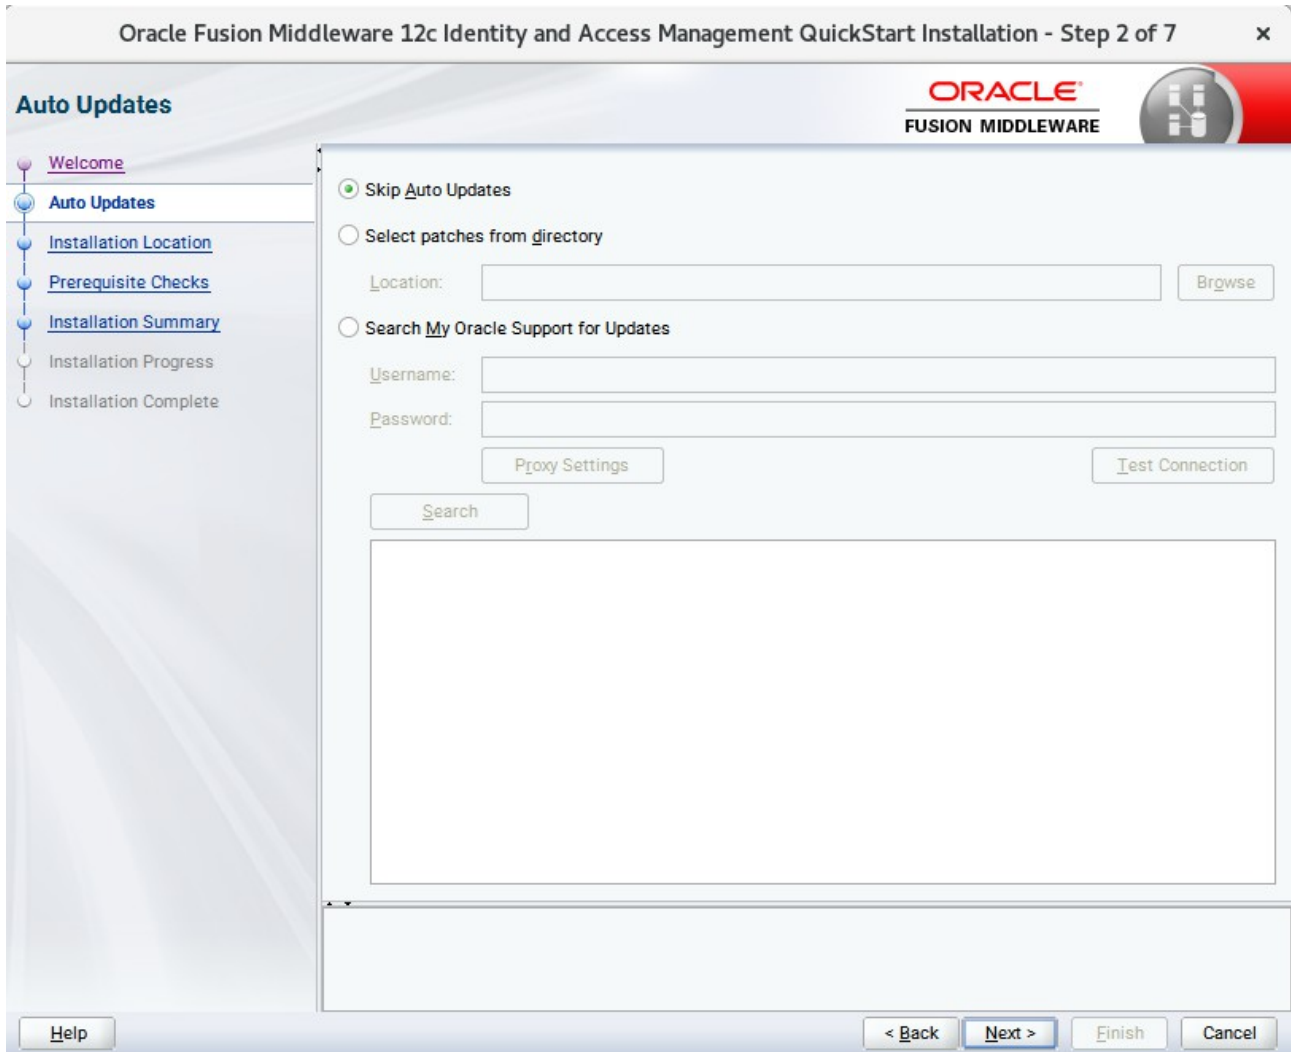 Oracle Fusion Middleware 12c Identity and Access Management QuickStart Installation - Step 2 of 7
Auto Updates
ORACLE
FUSION MIDDLEWARE
Welcome
Auto Updates
Installation Location
Prerequisite Checks
Installation Summary
Installation Progress
Installation Complete
Skip Auto Updates
Select patches from directory
Location:
Browse
Search My Oracle Support for Updates
Username:
Password:
Proxy Settings
Test Connection
Search
Help
< Back
Next >
Finish
Cancel